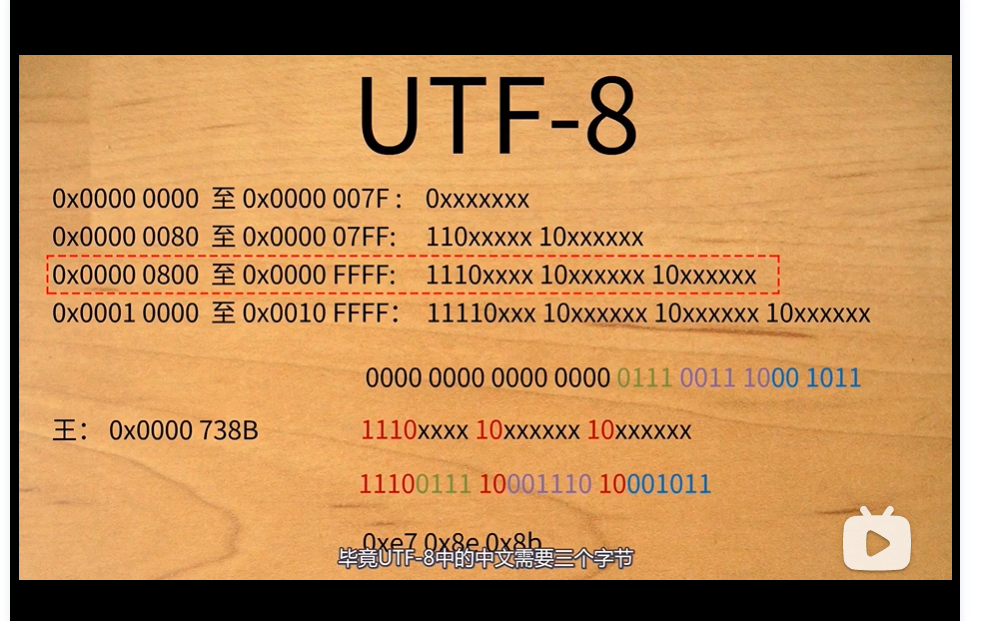 UTF-8
0x0000 0000 至 0x0000 007F： 0xxxxxxx
0x0000 0080 至 0x0000 07FF: 110xxxxx 10xxxxxx
0x0000 0800 至 0x0000 FFFF: 1110xxxx 10xxxxxx 10xxxxxx
0x0001 0000 至 0x0010 FFFF： 11110xxx 10xxxxxx 10xxxxxx 10xxxxxx
0000 0000 0000 0000 0111 0011 1000 1011
王： 0x0000 738B 1110xxxx 10xxxxxx 10xxxxxx
11100111 10001110 10001011
0xe7 0x8e 0x8b
毕竟UTF-8中的中文需要三个字节